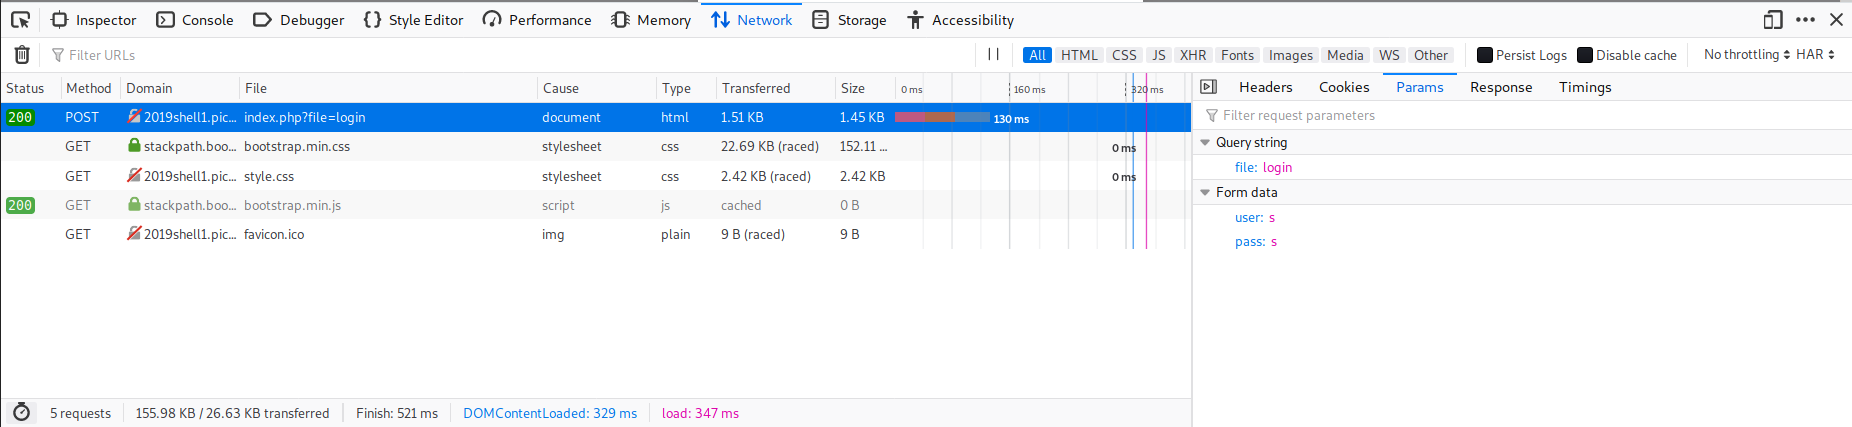 Inspector Console Debugger Style Editor Performance Memory Network Storage Accessibility
Filter URLs All HTML CSS JS XHR Fonts Images Media WS Other Persist Logs Disable cache No throttling HAR
Status Method Domain File Cause Type Transferred Size 0 ms 160 ms 320 ms
200 POST 2019shell1.pic... index.php?file=login document html 1.51 KB 1.45 KB 130 ms
GET stackpath.boo... bootstrap.min.css stylesheet css 22.69 KB (raced) 152.11 ... 0 ms
GET 2019shell1.pic... style.css stylesheet css 2.42 KB (raced) 2.42 KB 0 ms
200 GET stackpath.boo... bootstrap.min.js script js cached 0 B
GET 2019shell1.pic... favicon.ico img plain 9 B (raced) 9 B
5 requests 155.98 KB / 26.63 KB transferred Finish: 521 ms DOMContentLoaded: 329 ms load: 347 ms
Headers Cookies Params Response Timings
Filter request parameters
Query string
file: login
Form data
user: s
pass: s